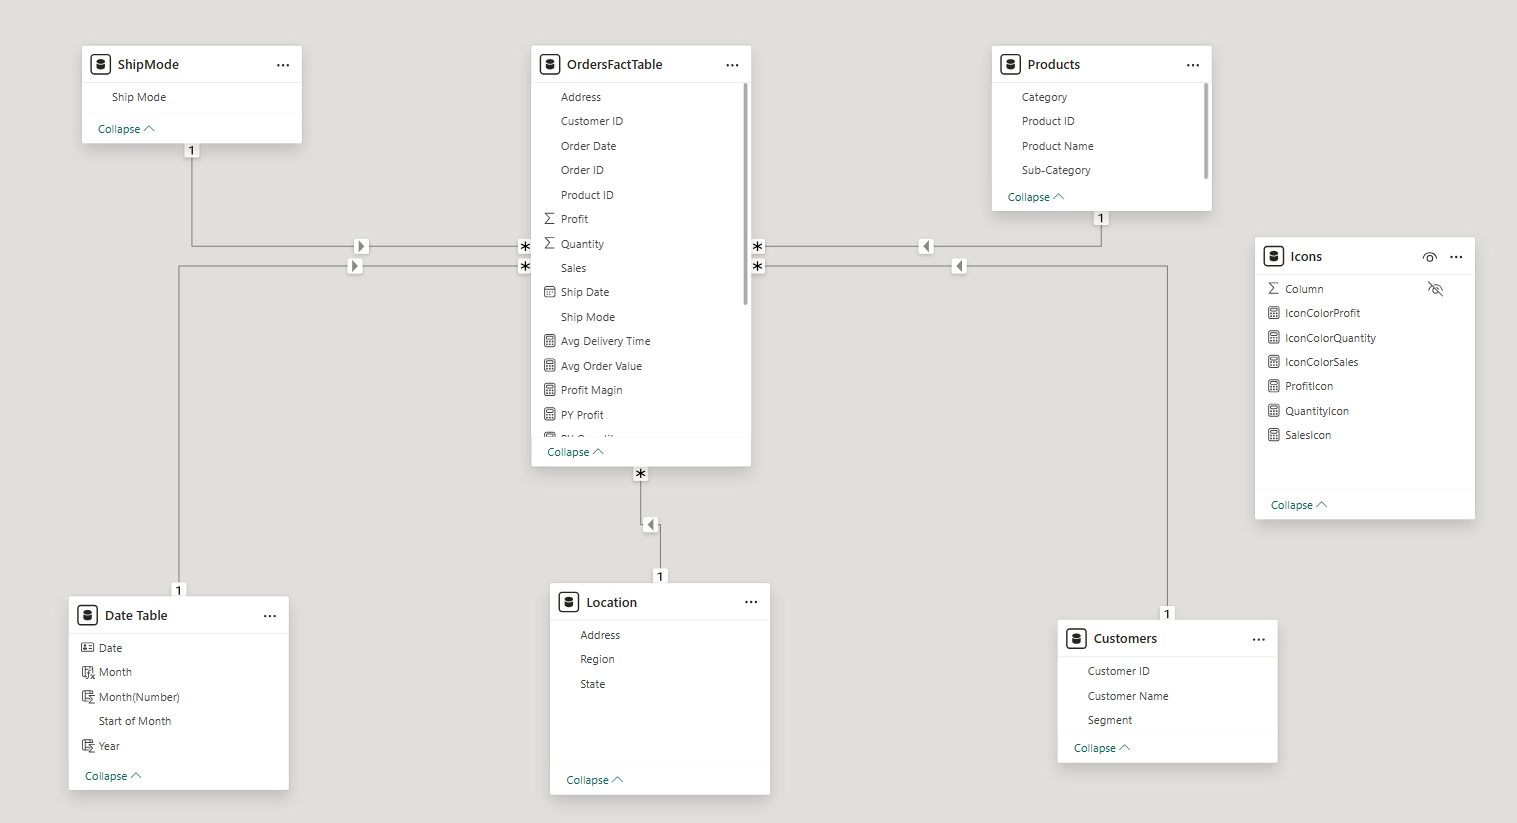 ShipMode
Ship Mode
Collapse
1
OrdersFactTable
Address
Customer ID
Order Date
Order ID
Product ID
Profit
Quantity
Sales
Ship Date
Ship Mode
Avg Delivery Time
Avg Order Value
Profit Magin
PY Profit
Collapse
*
*
*
*
*
Products
Category
Product ID
Product Name
Sub-Category
Collapse
1
Icons
Column
IconColorProfit
IconColorQuantity
IconColorSales
ProfitIcon
QuantityIcon
SalesIcon
Collapse
1
Date Table
Date
Month
Month(Number)
Start of Month
Year
Collapse
1
Location
Address
Region
State
Collapse
1
Customers
Customer ID
Customer Name
Segment
Collapse